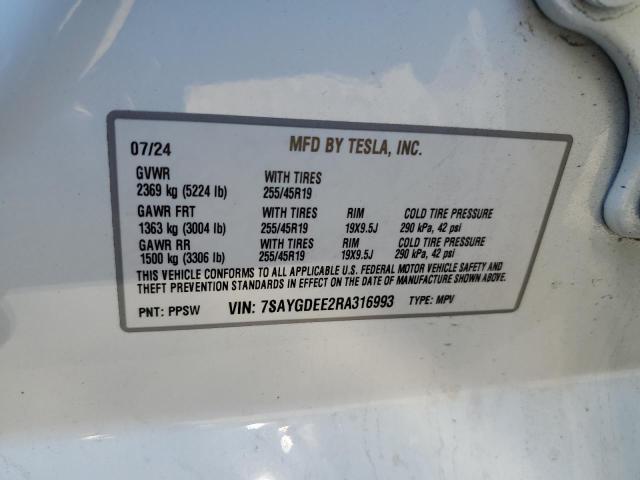 07/24 MFD BY TESLA, INC.
GVWR WITH TIRES
2369 kg (5224 lb) 255/45R19
GAWR FRT WITH TIRES RIM COLD TIRE PRESSURE
1363 kg (3004 lb) 255/45R19 19X9.5J 290 kPa, 42 psi
GAWR RR WITH TIRES RIM COLD TIRE PRESSURE
1500 kg (3306 lb) 255/45R19 19X9.5J 290 kPa, 42 psi
THIS VEHICLE CONFORMS TO ALL APPLICABLE U.S. FEDERAL MOTOR VEHICLE SAFETY AND
THEFT PREVENTION STANDARDS IN EFFECT ON THE DATE OF MANUFACTURE SHOWN ABOVE.
PNT: PPSW VIN: 7SAYGDEE2RA316993 TYPE: MPV